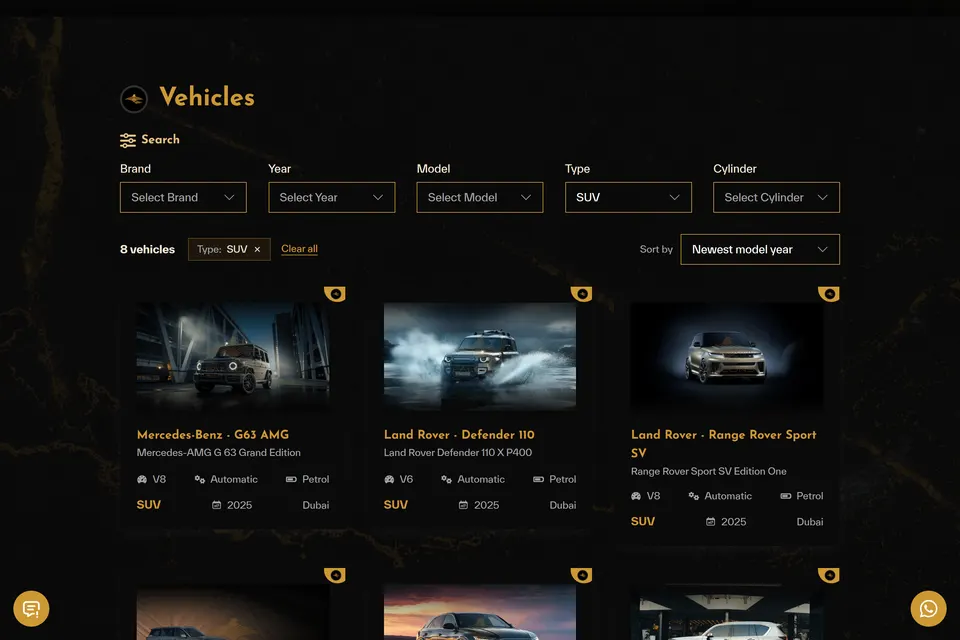 Vehicles
Search
Brand
Year
Model
Type
Cylinder
Select Brand
Select Year
Select Model
SUV
Select Cylinder
8 vehicles
Type: SUV ×
Clear all
Sort by
Newest model year
Mercedes-Benz - G63 AMG
Mercedes-AMG G 63 Grand Edition
V8
Automatic
Petrol
SUV
2025
Dubai
Land Rover - Defender 110
Land Rover Defender 110 X P400
V6
Automatic
Petrol
SUV
2025
Dubai
Land Rover - Range Rover Sport
SV
Range Rover Sport SV Edition One
V8
Automatic
Petrol
SUV
2025
Dubai